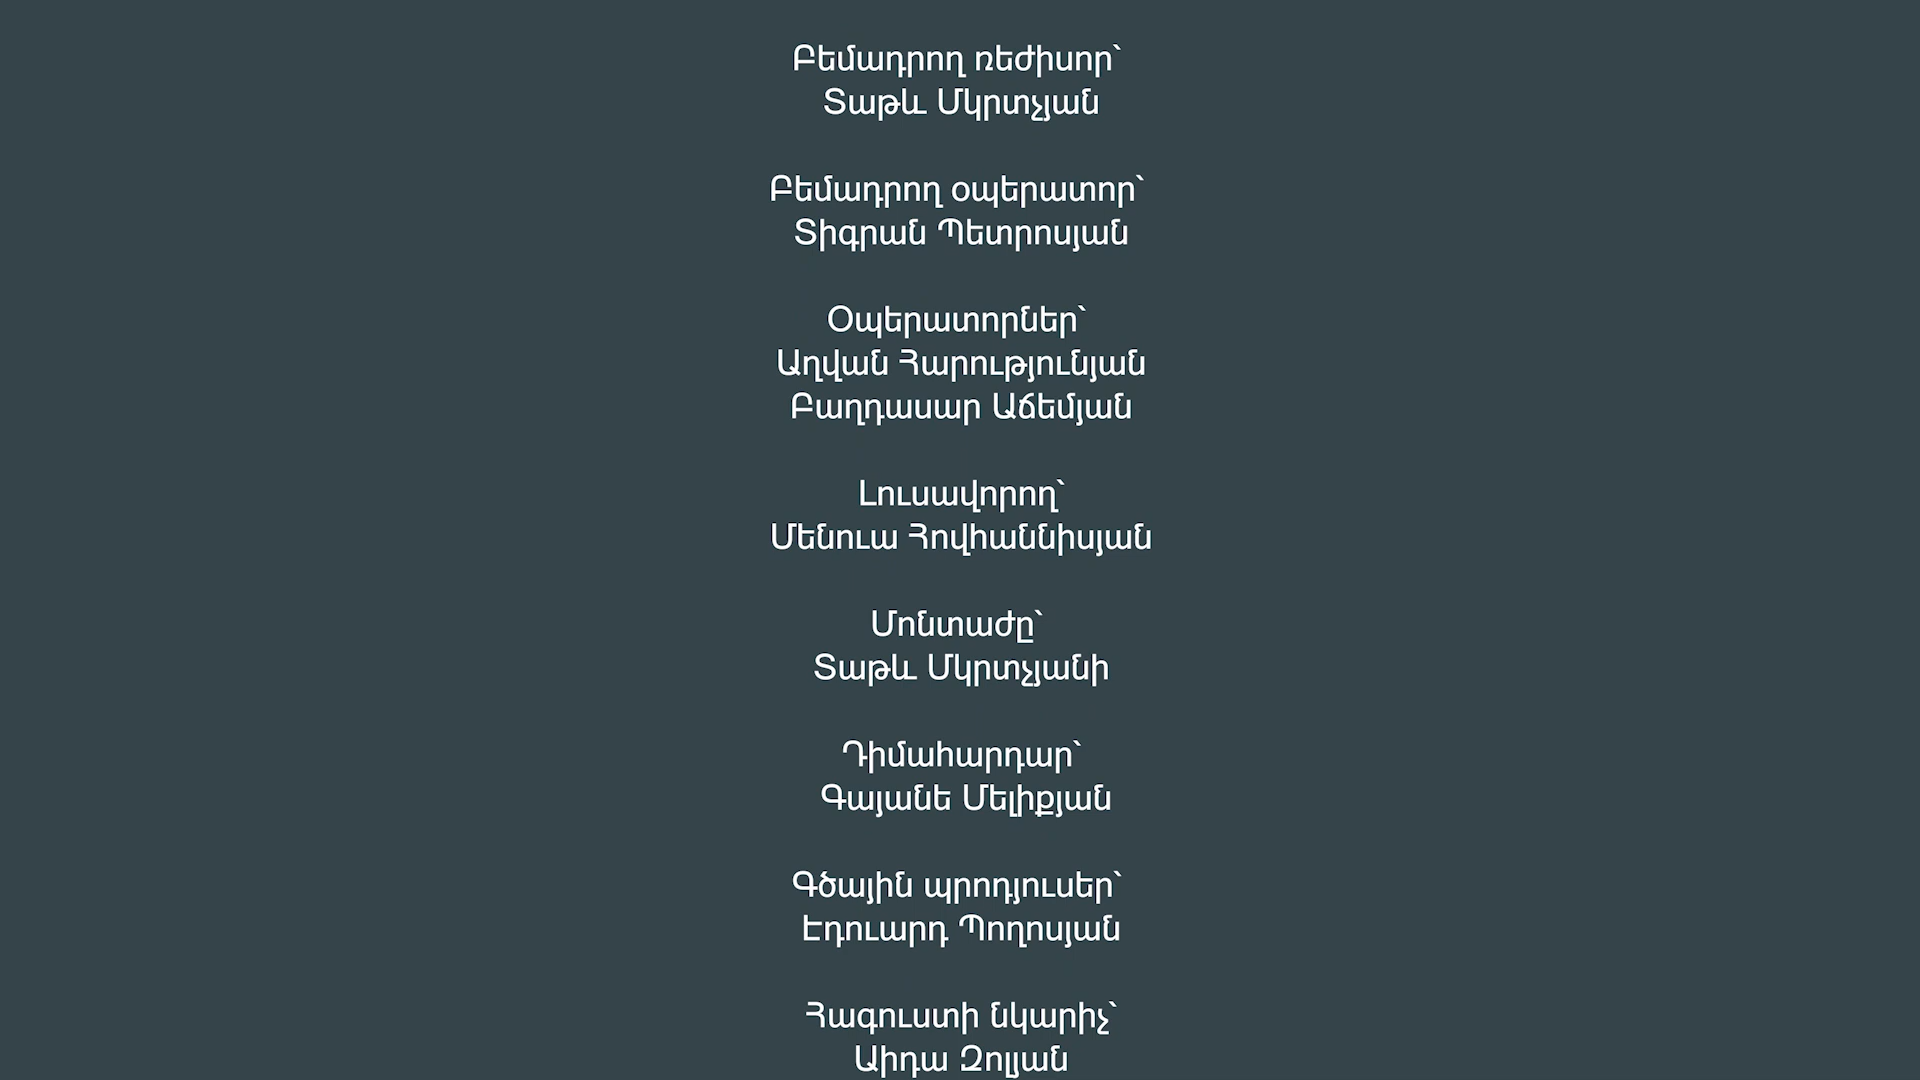 Բեմադրող ռեժիսոր՝
Տաթև Մկրտչյան
Բեմադրող օպերատոր՝
Տիգրան Պետրոսյան
Օպերատորներ՝
Աղվան Հարությունյան
Բաղդասար Աճեմյան
Լուսավորող՝
Մենուա Հովհաննիսյան
Մոնտաժը՝
Տաթև Մկրտչյանի
Դիմահարդար՝
Գայանե Մելիքյան
Գծային պրոդյուսեր՝
Էդուարդ Պողոսյան
Հագուստի նկարիչ՝
Աիդա Զոլյան